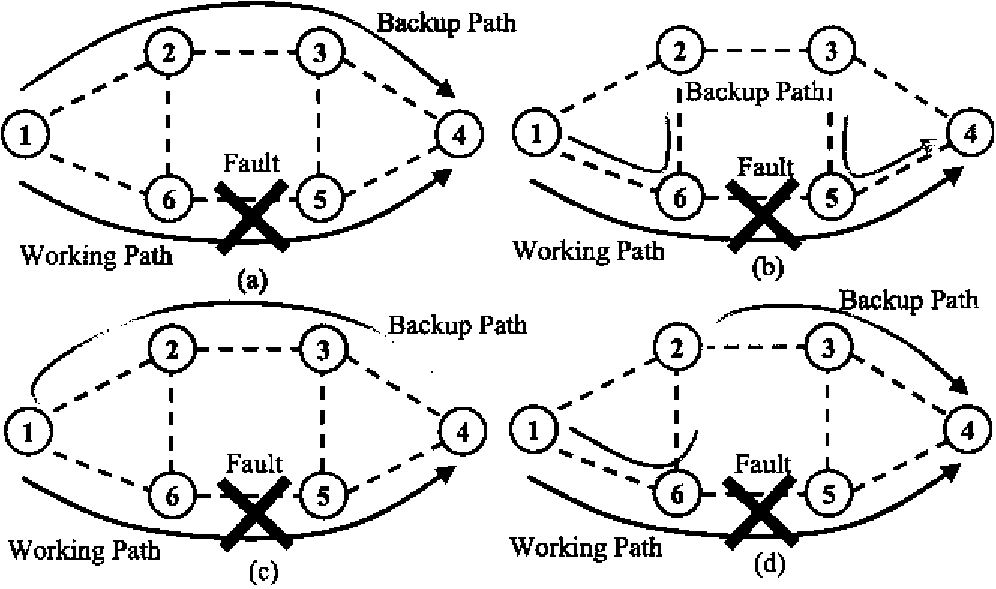 Backup Path
2
3
1
4
Fault
6
5
Working Path
(a)
2
3
Backup Path
1
4
Fault
6
5
Working Path
(b)
Backup Path
2
3
1
4
Fault
6
5
Working Path
(c)
Backup Path
2
3
1
4
Fault
6
5
Working Path
(d)